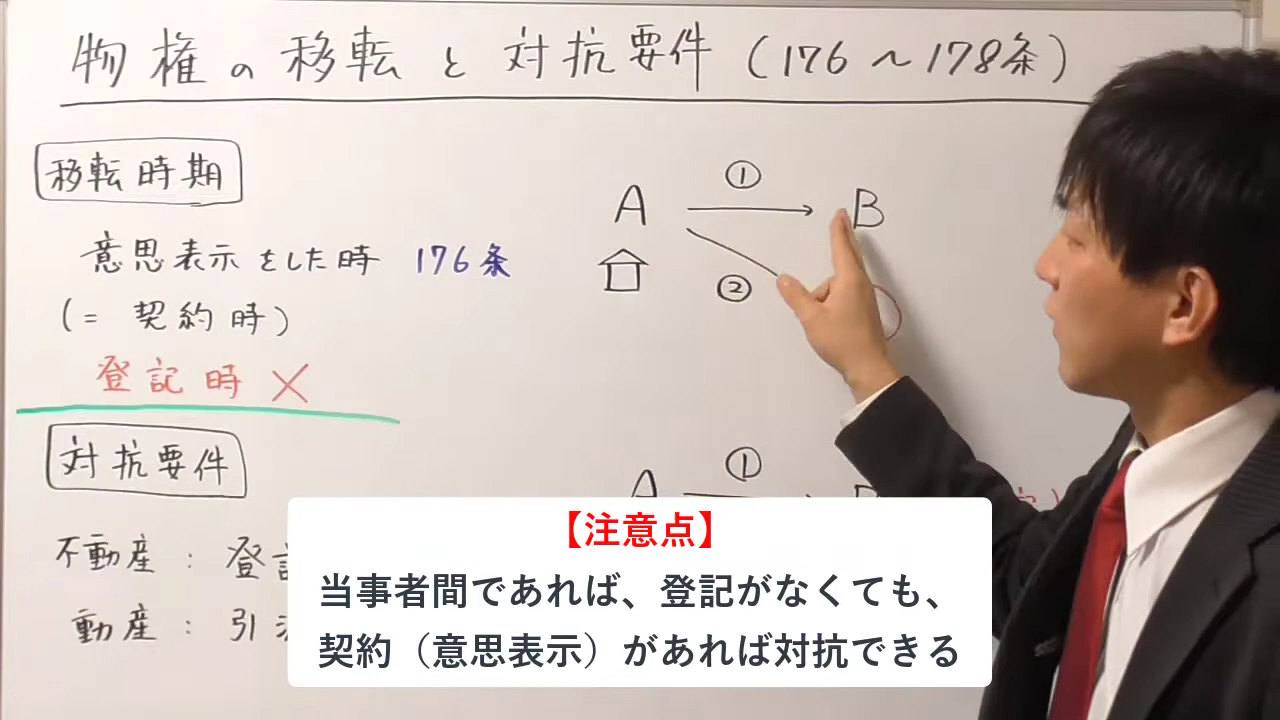 物権の移転と対抗要件（176～178条）
移転時期
意思表示をした時 176条
（= 契約時）
登記時 ×
① 
A B
②
対抗要件
不動産：登
動産：引
①
A
【注意点】
当事者間であれば、登記がなくても、
契約（意思表示）があれば対抗できる